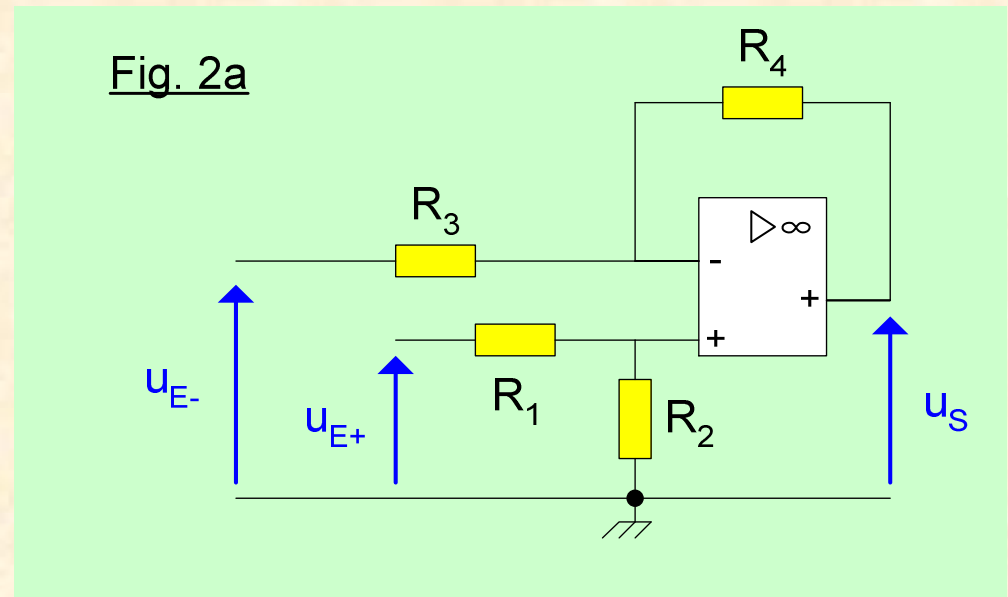 Fig. 2a
R4
R3
▷ ∞
-
+
+
R1
R2
uE-
uE+
uS